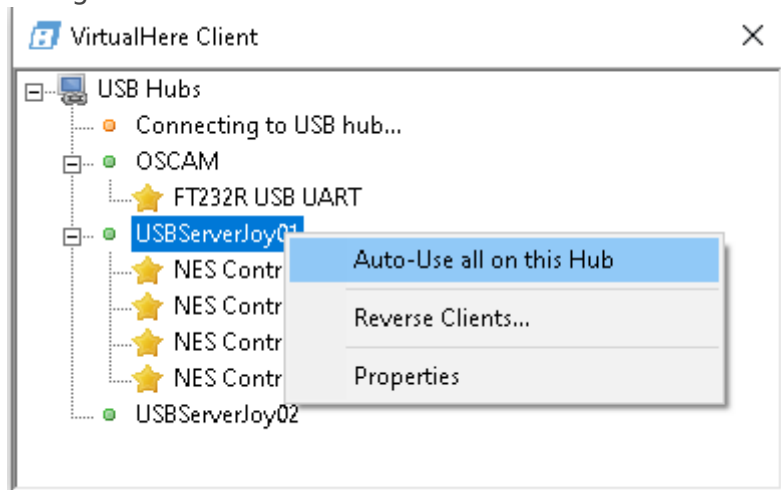 VirtualHere Client
USB Hubs
Connecting to USB hub...
OSCAM
FT232R USB UART
USBServerJoy01
Auto-Use all on this Hub
NES Contr
NES Contr
Reverse Clients...
NES Contr
NES Contr
Properties
USBServerJoy02